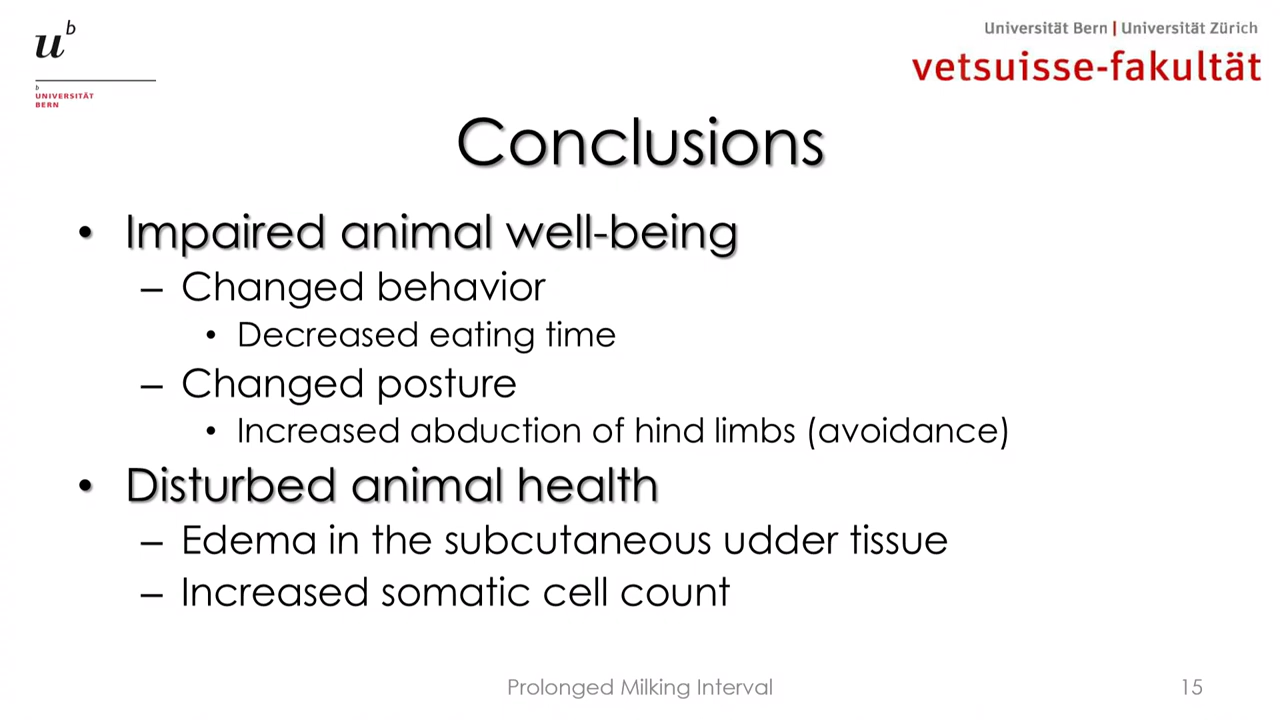 u^b
b
UNIVERSITÄT
BERN
Universität Bern | Universität Zürich
vetsuisse-fakultät
Conclusions
• Impaired animal well-being
– Changed behavior
• Decreased eating time
– Changed posture
• Increased abduction of hind limbs (avoidance)
• Disturbed animal health
– Edema in the subcutaneous udder tissue
– Increased somatic cell count
Prolonged Milking Interval
15